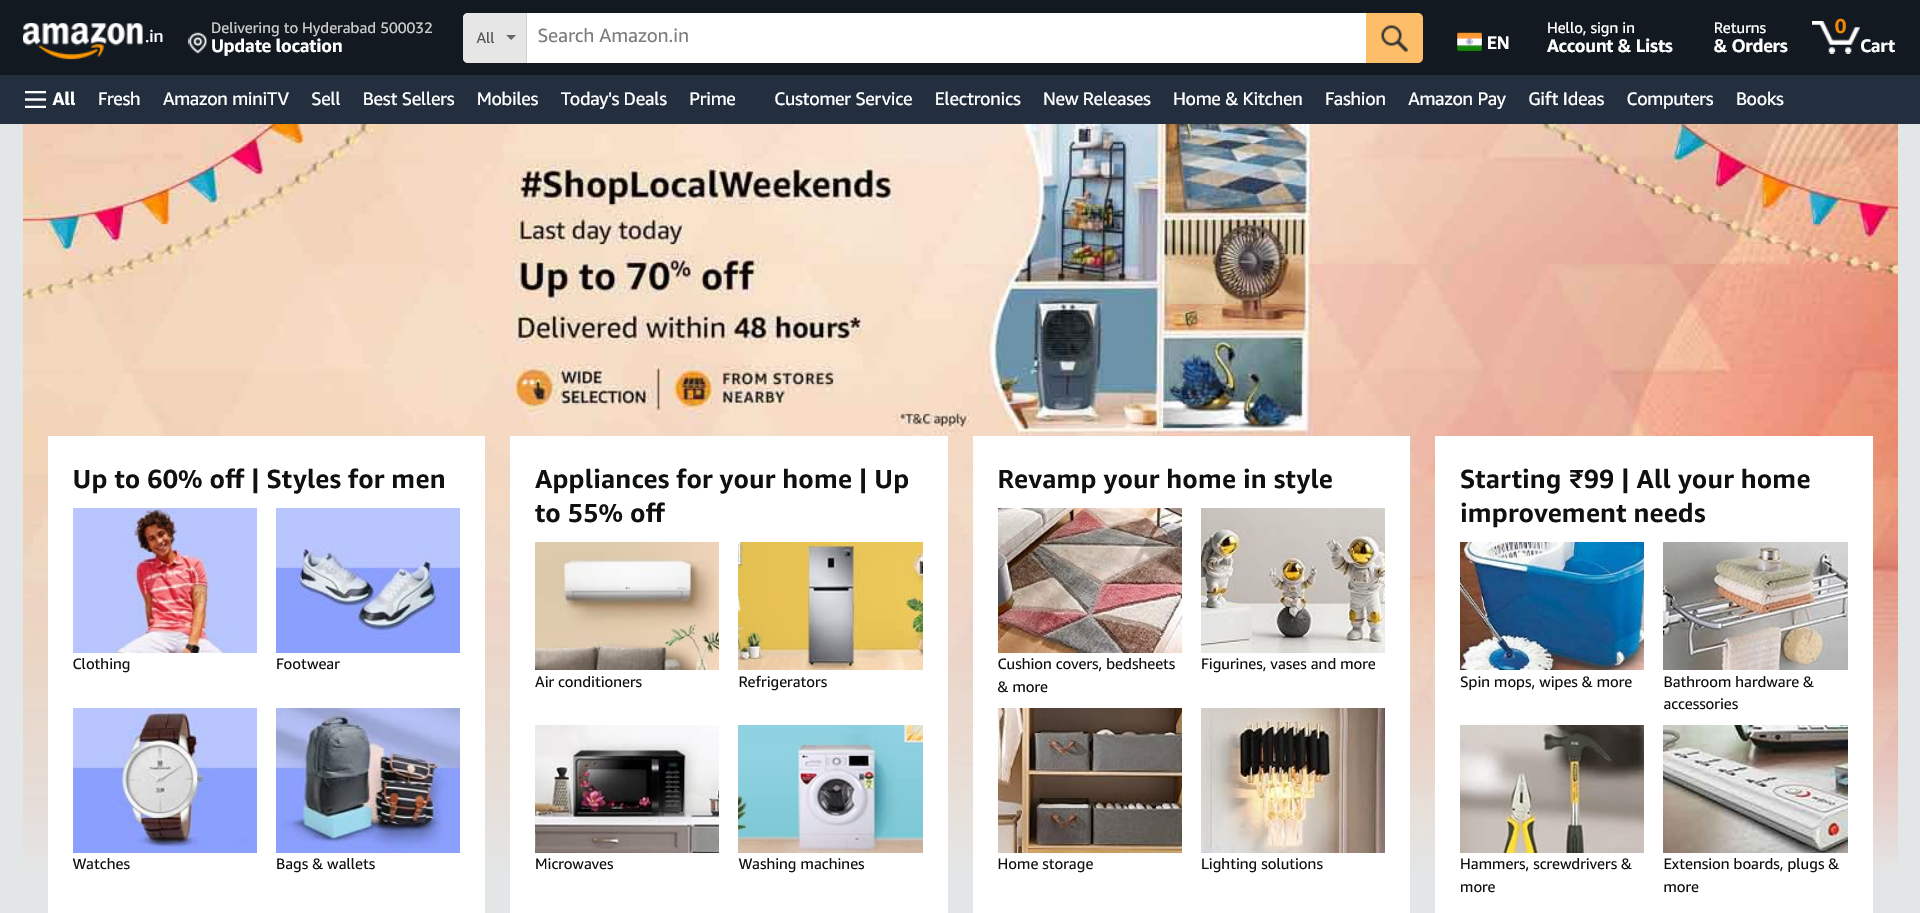 amazon.in
Delivering to Hyderabad 500032
Update location
All
Search Amazon.in
EN
Hello, sign in
Account & Lists
Returns
& Orders
0
Cart
All
Fresh
Amazon miniTV
Sell
Best Sellers
Mobiles
Today's Deals
Prime
Customer Service
Electronics
New Releases
Home & Kitchen
Fashion
Amazon Pay
Gift Ideas
Computers
Books
#ShopLocalWeekends
Last day today
Up to 70% off
Delivered within 48 hours*
WIDE
SELECTION
FROM STORES
NEARBY
*T&C apply
Up to 60% off | Styles for men
Clothing
Footwear
Watches
Bags & wallets
Appliances for your home | Up
to 55% off
Air conditioners
Refrigerators
Microwaves
Washing machines
Revamp your home in style
Cushion covers, bedsheets
& more
Figurines, vases and more
Home storage
Lighting solutions
Starting ₹99 | All your home
improvement needs
Spin mops, wipes & more
Bathroom hardware &
accessories
Hammers, screwdrivers &
more
Extension boards, plugs &
more